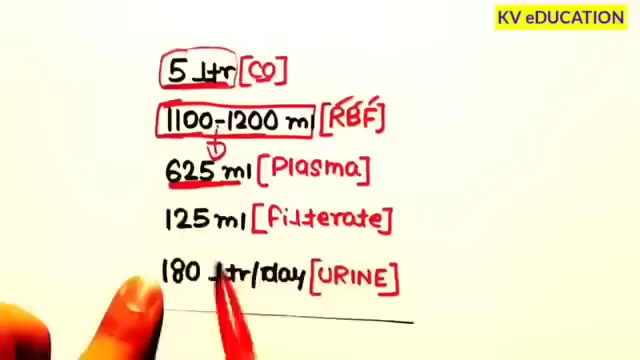 KV eDUCATION
5 Ltr [CO]
1100-1200 ml [RBF]
625 ml [Plasma]
125 ml [filterate]
180 Ltr/day [URINE]